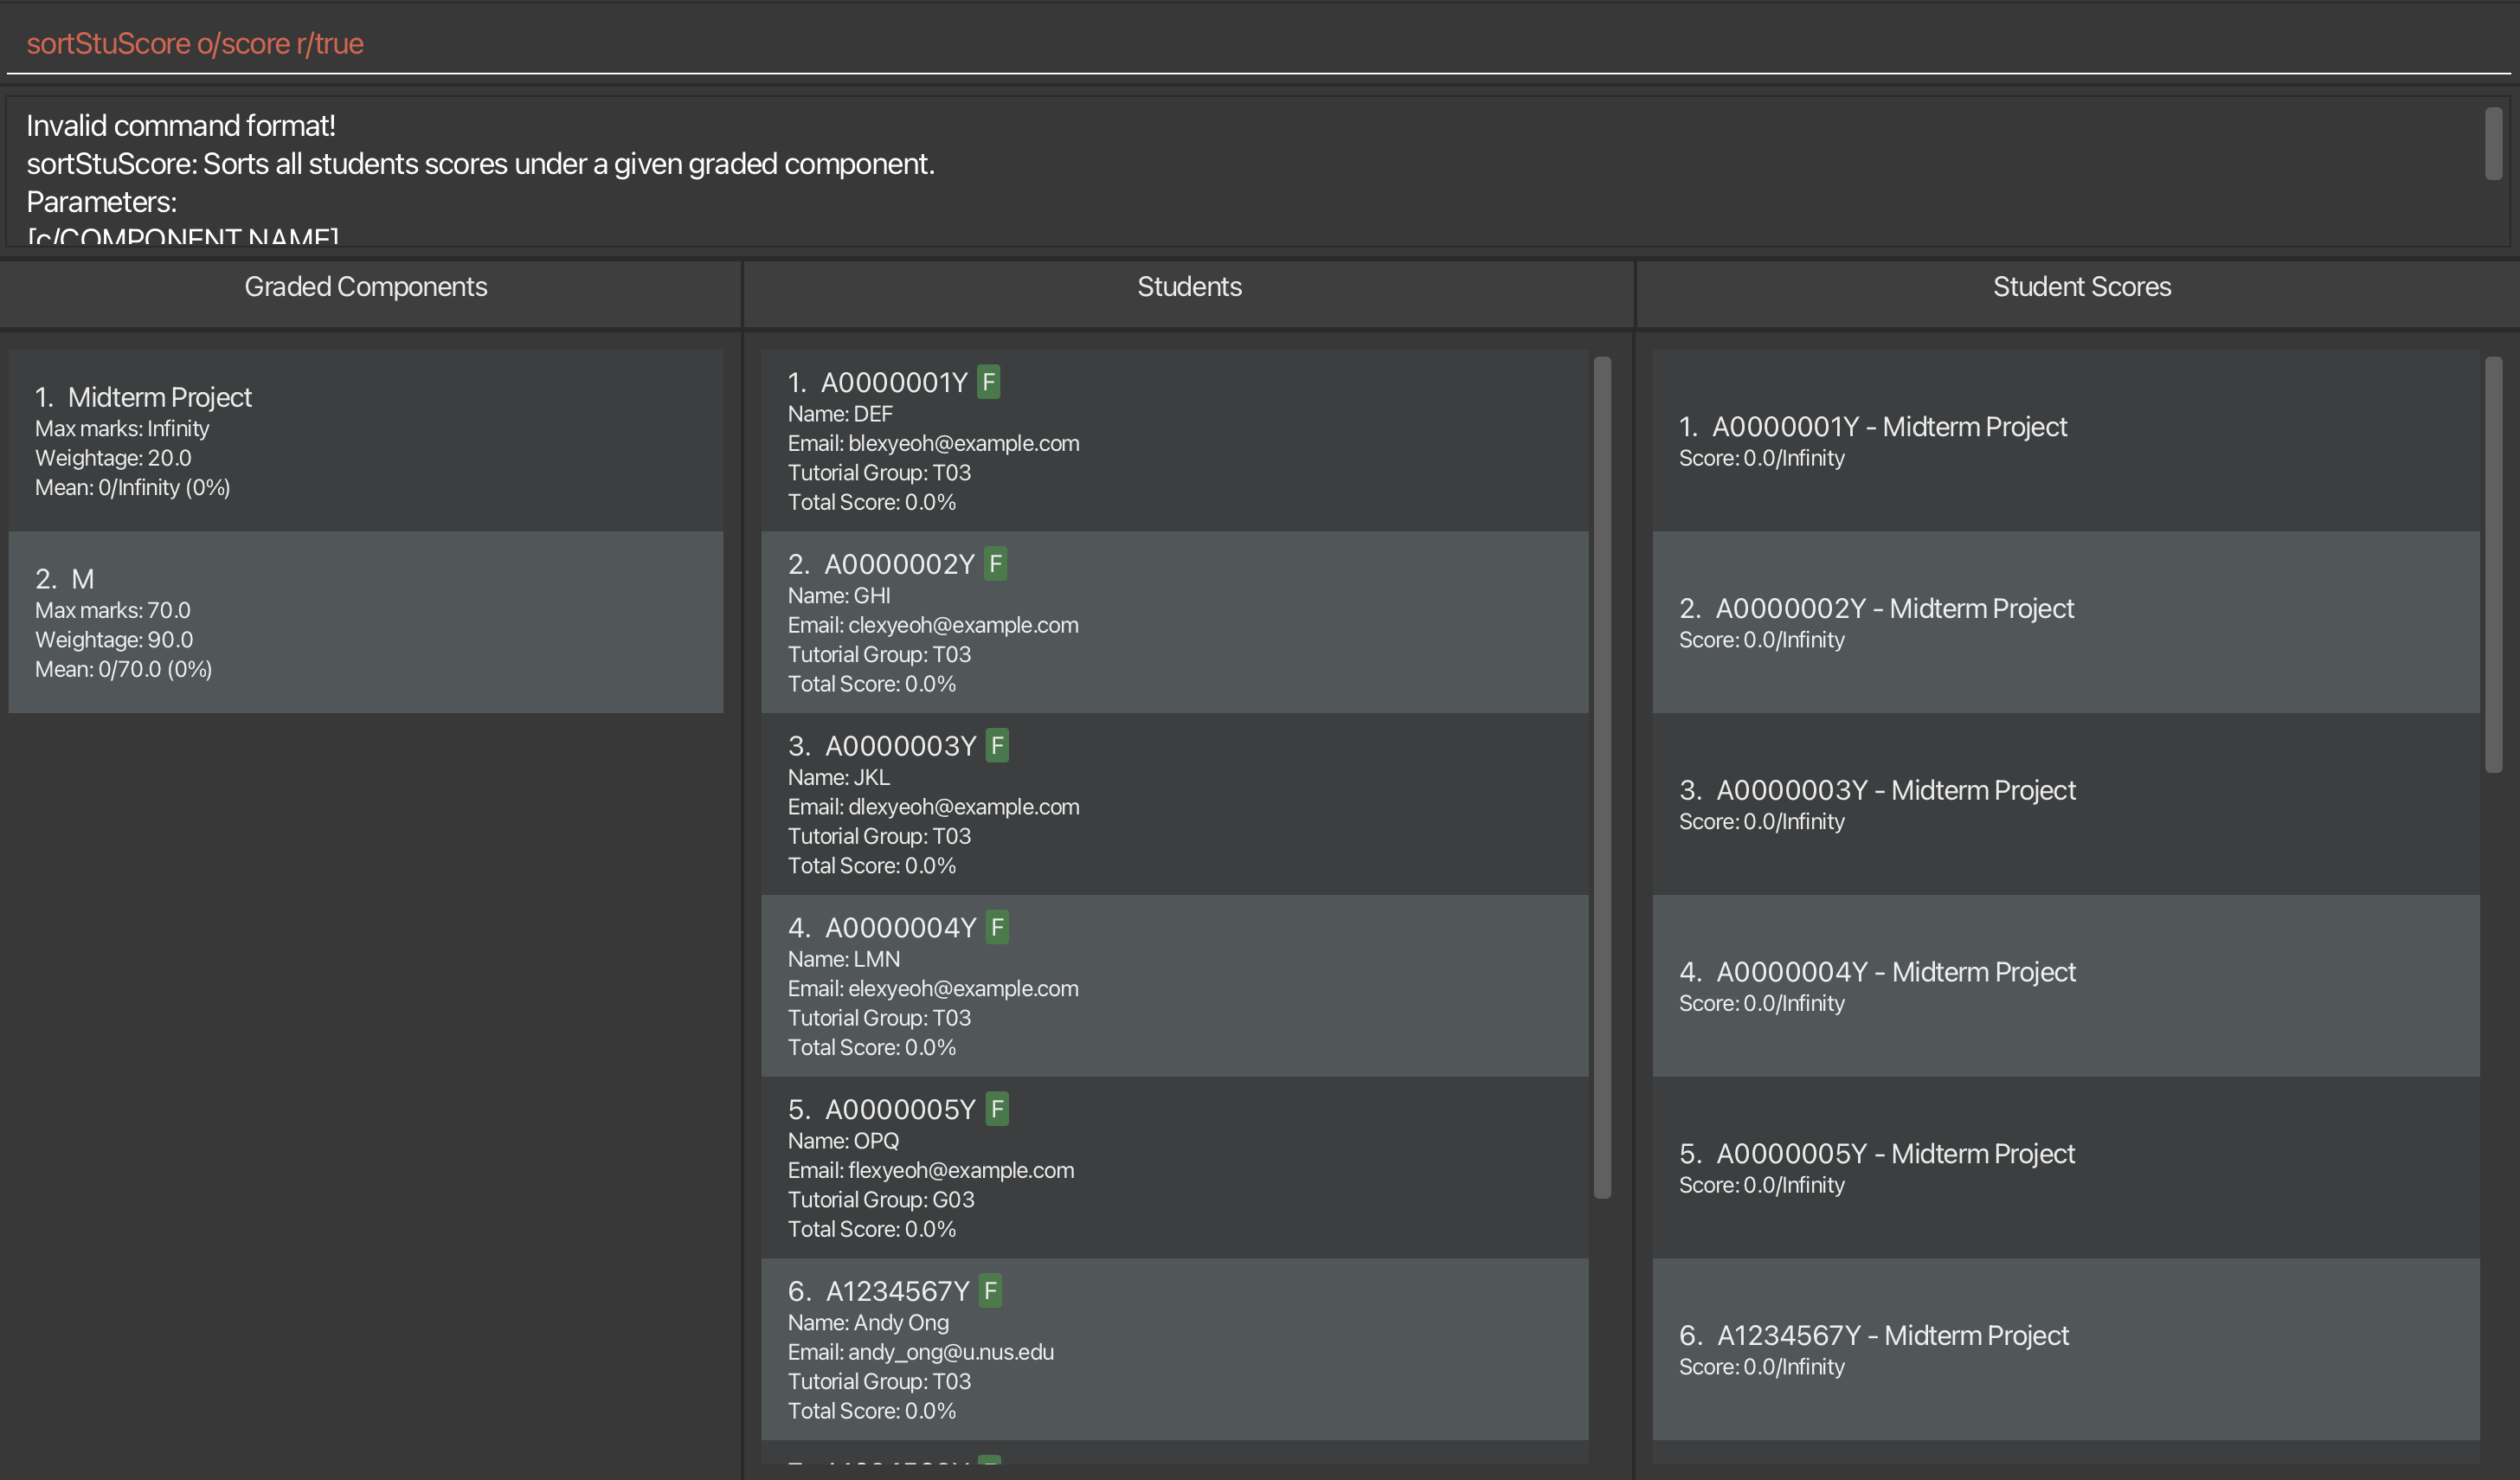 sortStuScore o/score r/true
Invalid command format!
sortStuScore: Sorts all students scores under a given graded component.
Parameters:
[c/COMPONENT NAME]
Graded Components
Students
Student Scores
1. Midterm Project
Max marks: Infinity
Weightage: 20.0
Mean: 0/Infinity (0%)
2. M
Max marks: 70.0
Weightage: 90.0
Mean: 0/70.0 (0%)
1. A0000001Y F
Name: DEF
Email: blexyeoh@example.com
Tutorial Group: T03
Total Score: 0.0%
2. A0000002Y F
Name: GHI
Email: clexyeoh@example.com
Tutorial Group: T03
Total Score: 0.0%
3. A0000003Y F
Name: JKL
Email: dlexyeoh@example.com
Tutorial Group: T03
Total Score: 0.0%
4. A0000004Y F
Name: LMN
Email: elexyeoh@example.com
Tutorial Group: T03
Total Score: 0.0%
5. A0000005Y F
Name: OPQ
Email: flexyeoh@example.com
Tutorial Group: G03
Total Score: 0.0%
6. A1234567Y F
Name: Andy Ong
Email: andy_ong@u.nus.edu
Tutorial Group: T03
Total Score: 0.0%
1. A0000001Y - Midterm Project
Score: 0.0/Infinity
2. A0000002Y - Midterm Project
Score: 0.0/Infinity
3. A0000003Y - Midterm Project
Score: 0.0/Infinity
4. A0000004Y - Midterm Project
Score: 0.0/Infinity
5. A0000005Y - Midterm Project
Score: 0.0/Infinity
6. A1234567Y - Midterm Project
Score: 0.0/Infinity